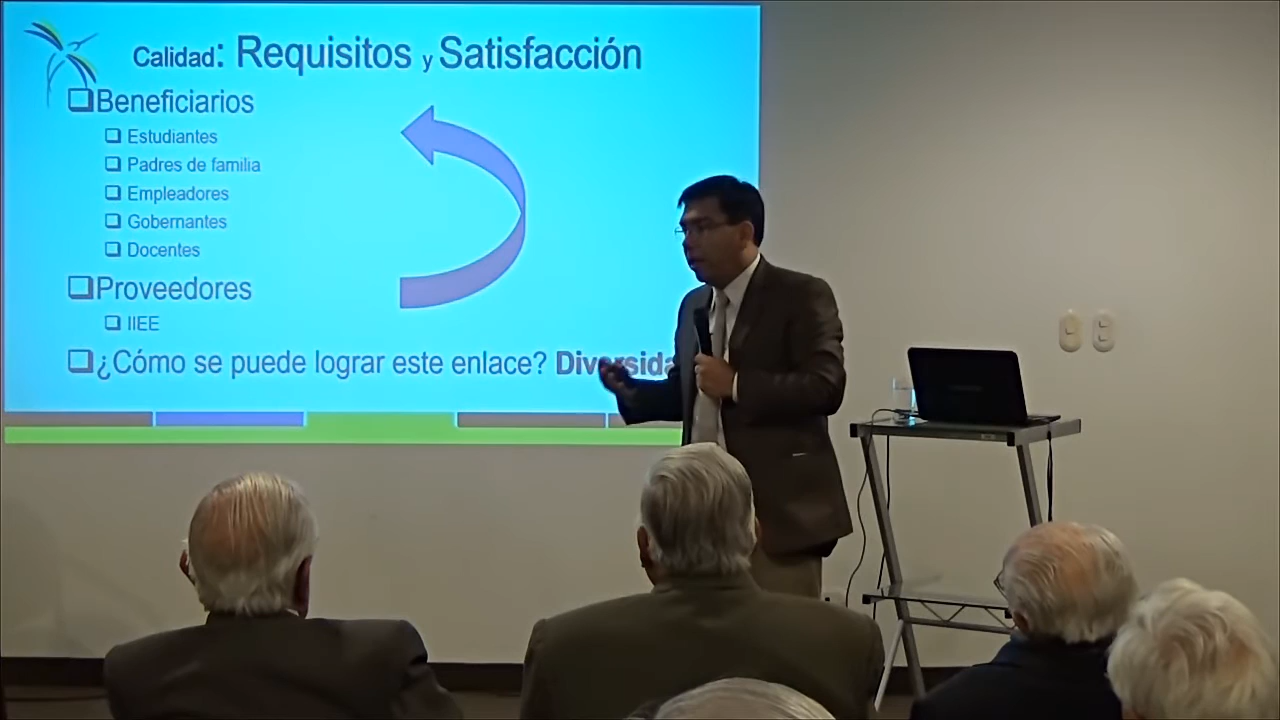 Calidad: Requisitos y Satisfacción
❑Beneficiarios
❑ Estudiantes
❑ Padres de familia
❑ Empleadores
❑ Gobernantes
❑ Docentes
❑Proveedores
❑ IIEE
❑¿Cómo se puede lograr este enlace? Diversida